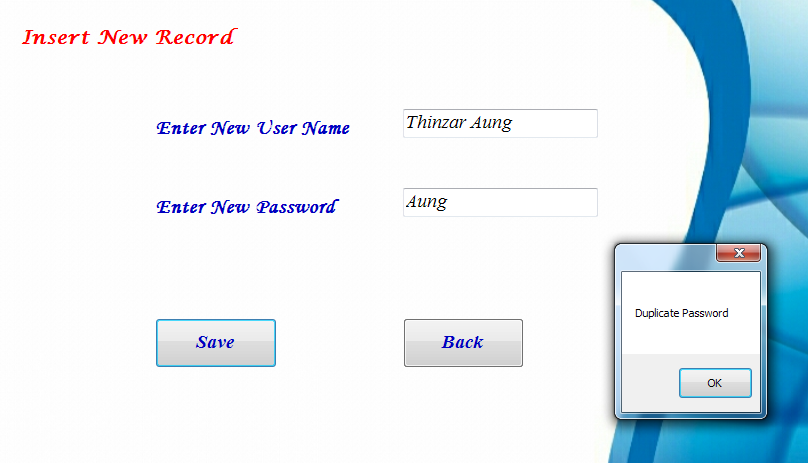 Insert New Record
Enter New User Name
Thinzar Aung
Enter New Password
Aung
Duplicate Password
Save
Back
OK